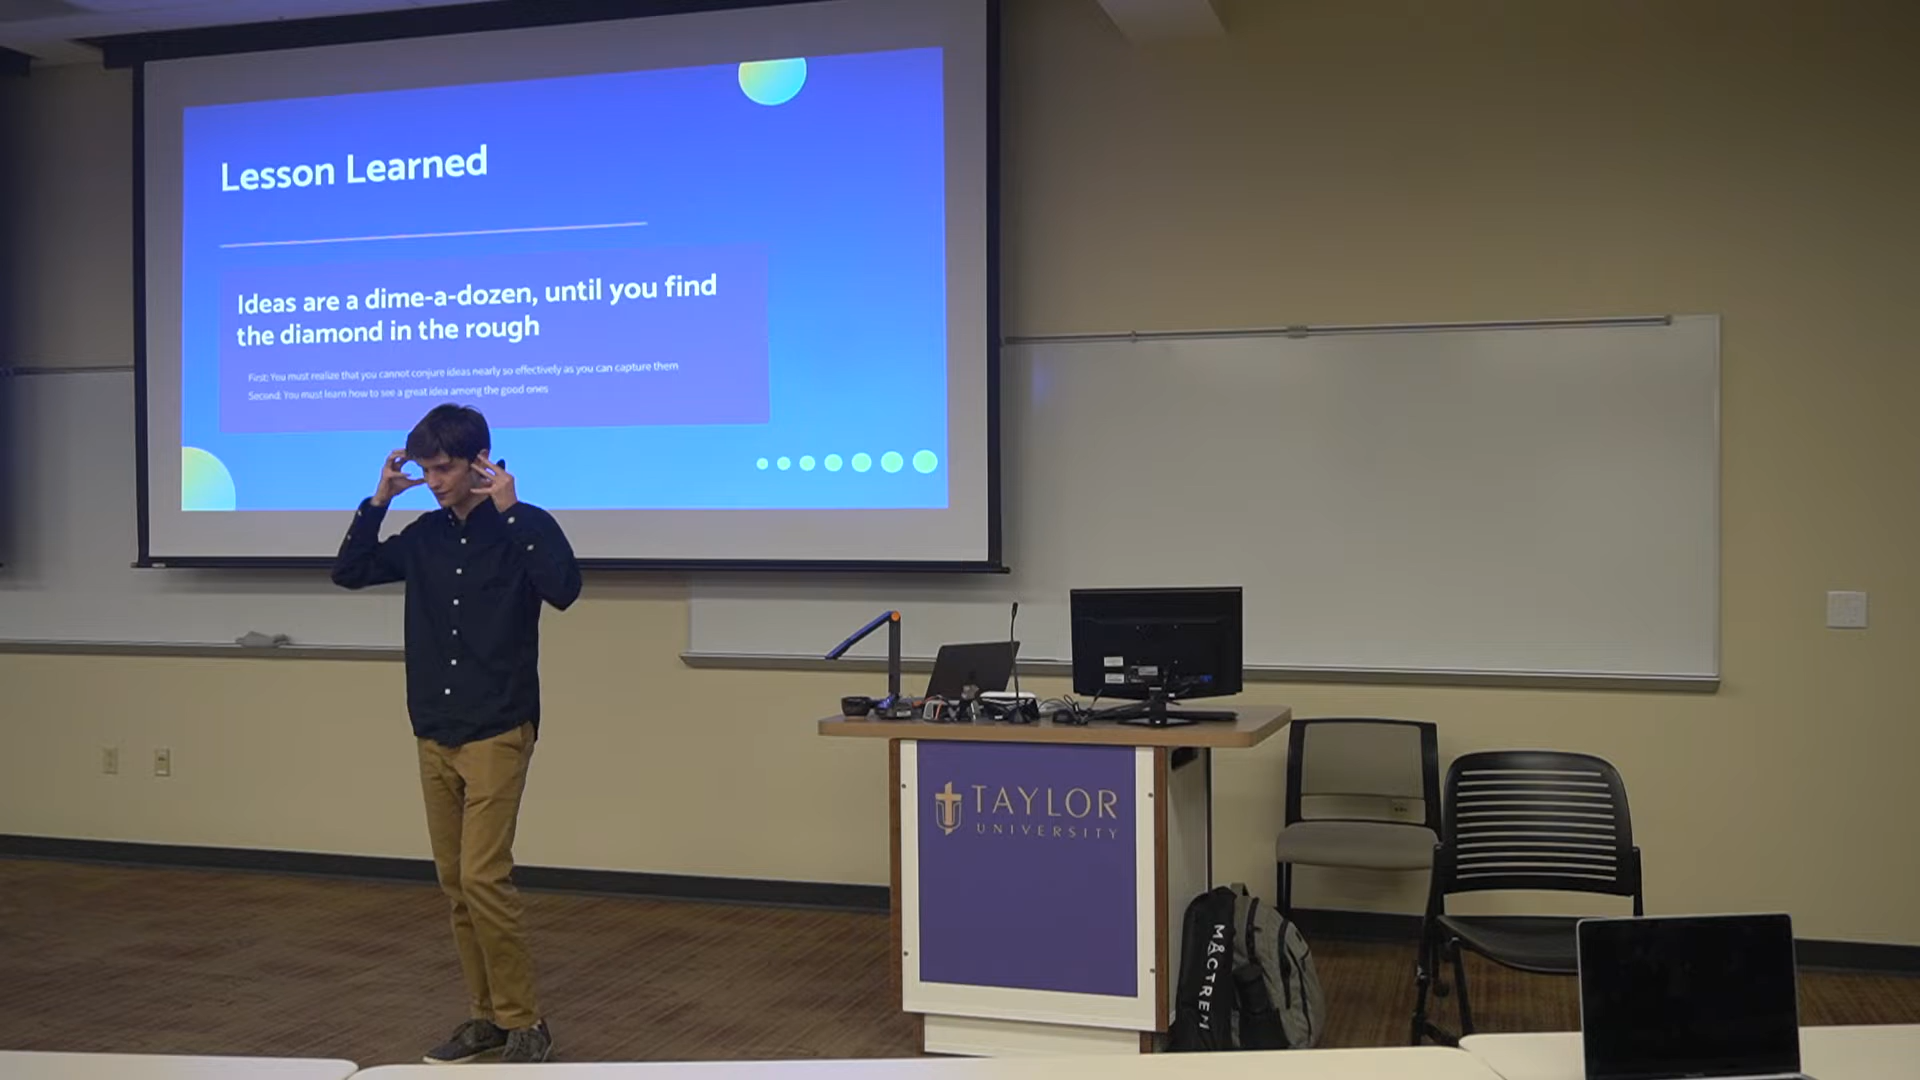 Lesson Learned
Ideas are a dime-a-dozen, until you find
the diamond in the rough
First: You must realize that you cannot conjure ideas nearly so effectively as you can capture them
Second: You must learn how to see a great idea among the good ones
TAYLOR
UNIVERSITY